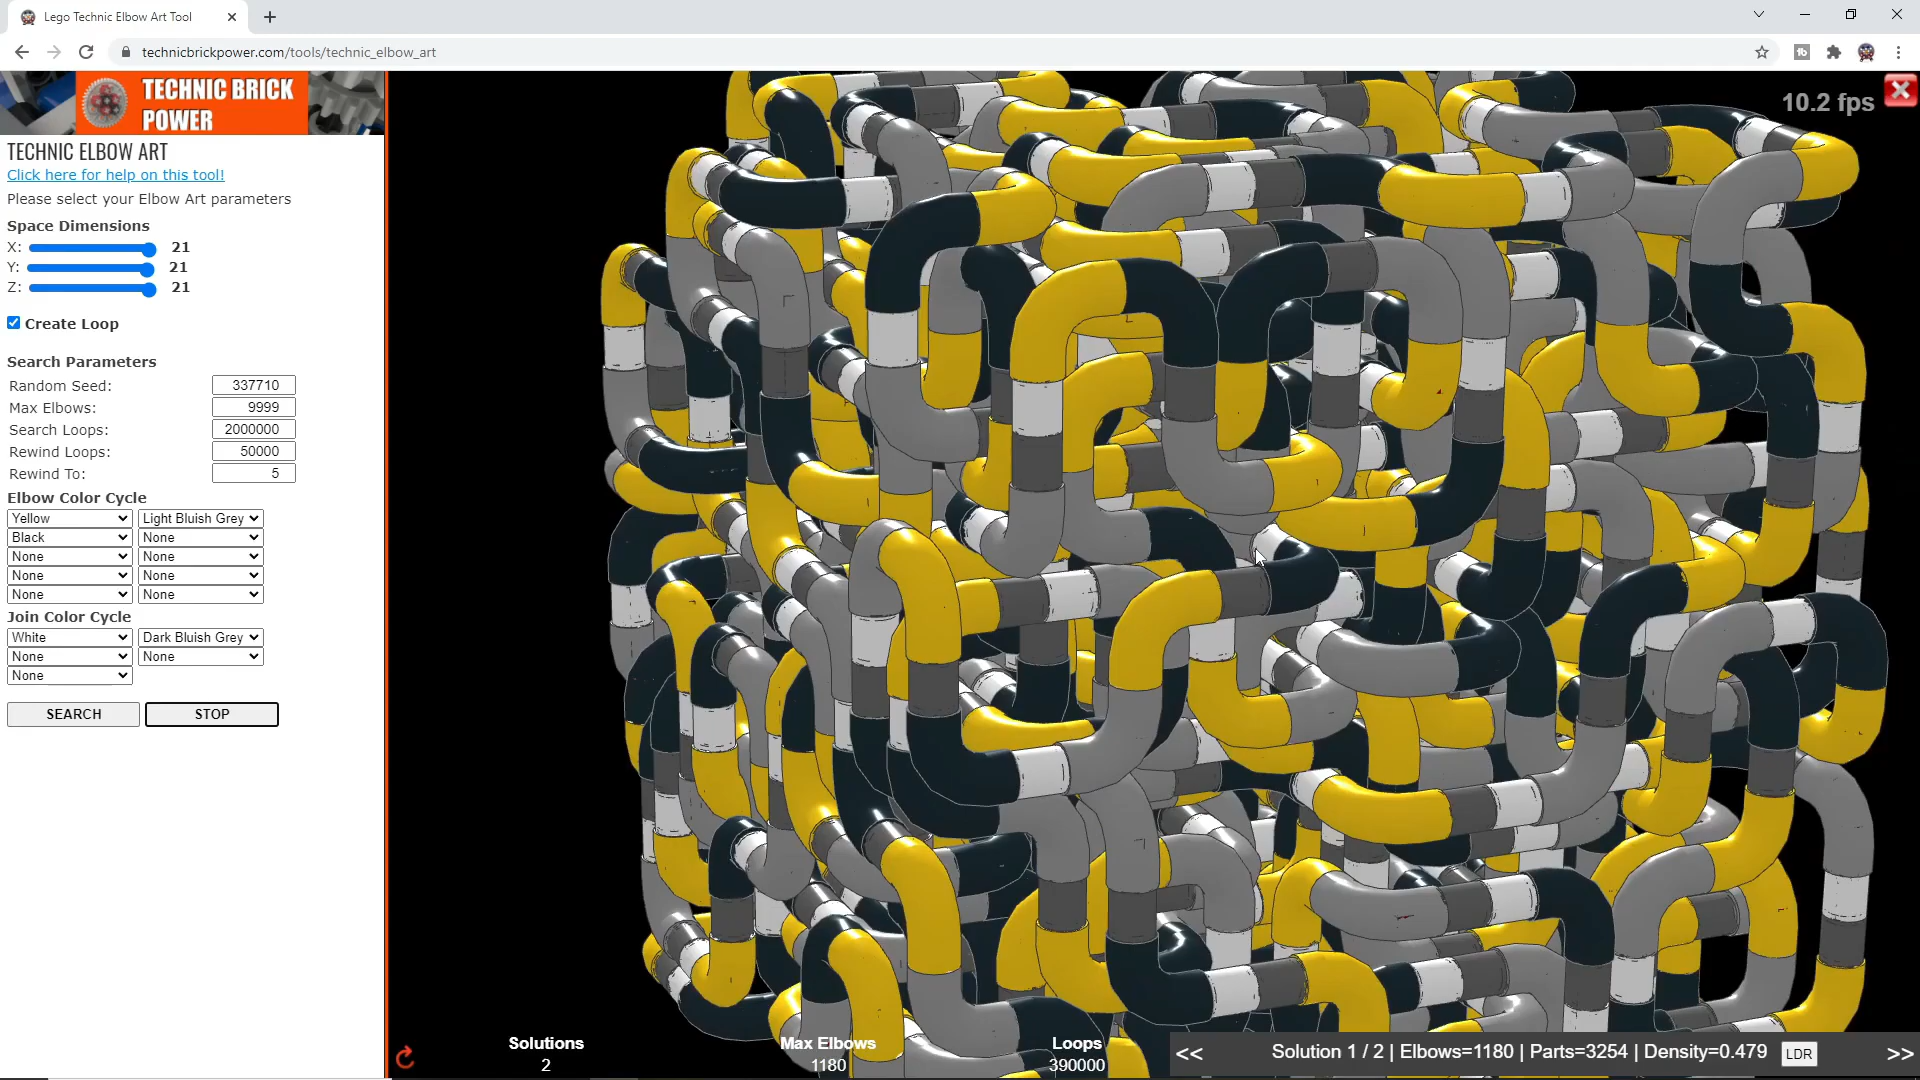 Lego Technic Elbow Art Tool
technicbrickpower.com/tools/technic_elbow_art
TECHNIC BRICK
POWER
10.2 fps
TECHNIC ELBOW ART
Click here for help on this tool!
Please select your Elbow Art parameters
Space Dimensions
X: 21
Y: 21
Z: 21
Create Loop
Search Parameters
Random Seed: 337710
Max Elbows: 9999
Search Loops: 2000000
Rewind Loops: 50000
Rewind To: 5
Elbow Color Cycle
Yellow Light Bluish Grey
Black None
None None
None None
None None
Join Color Cycle
White Dark Bluish Grey
None None
None
SEARCH STOP
Solutions Max Elbows Loops
2 1180 390000
<< Solution 1 / 2 | Elbows=1180 | Parts=3254 | Density=0.479 LDR >>